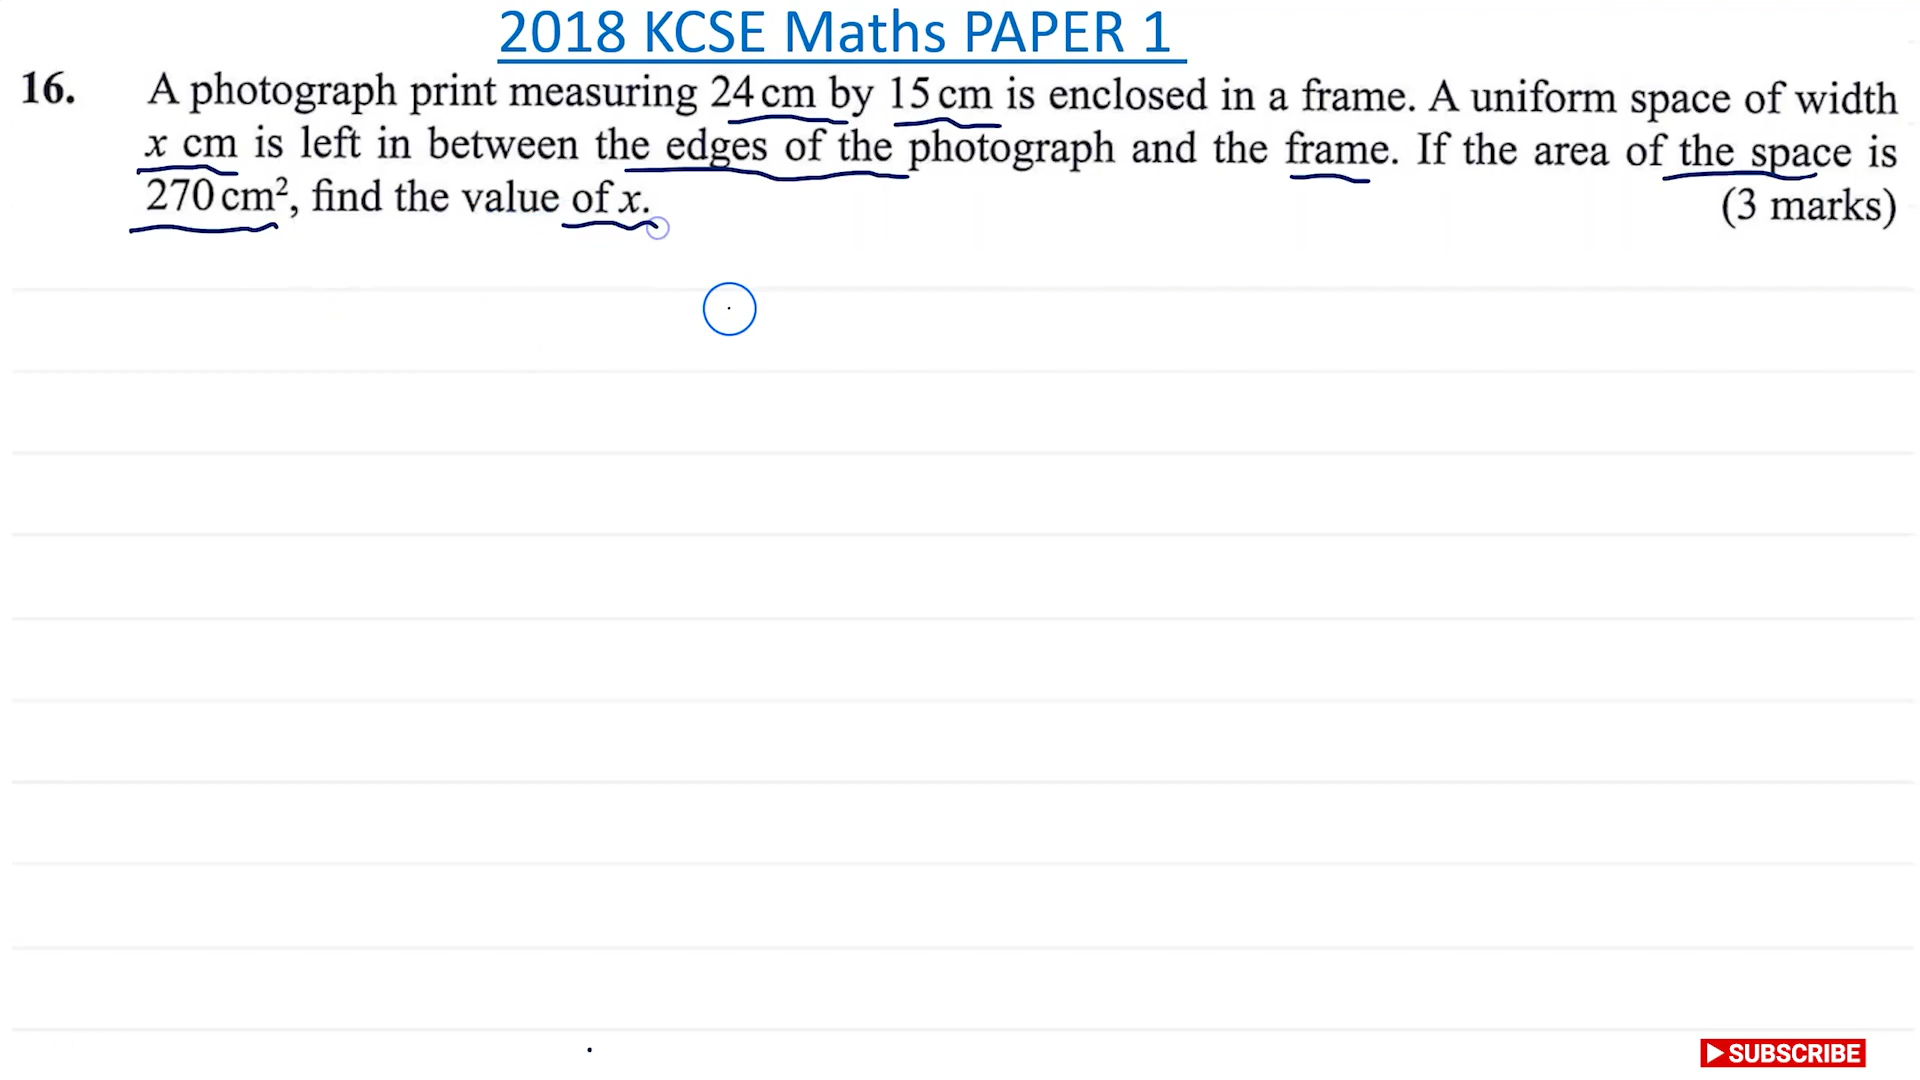 2018 KCSE Maths PAPER 1
16. A photograph print measuring 24 cm by 15 cm is enclosed in a frame. A uniform space of width
x cm is left in between the edges of the photograph and the frame. If the area of the space is
270 cm², find the value of x. (3 marks)
SUBSCRIBE